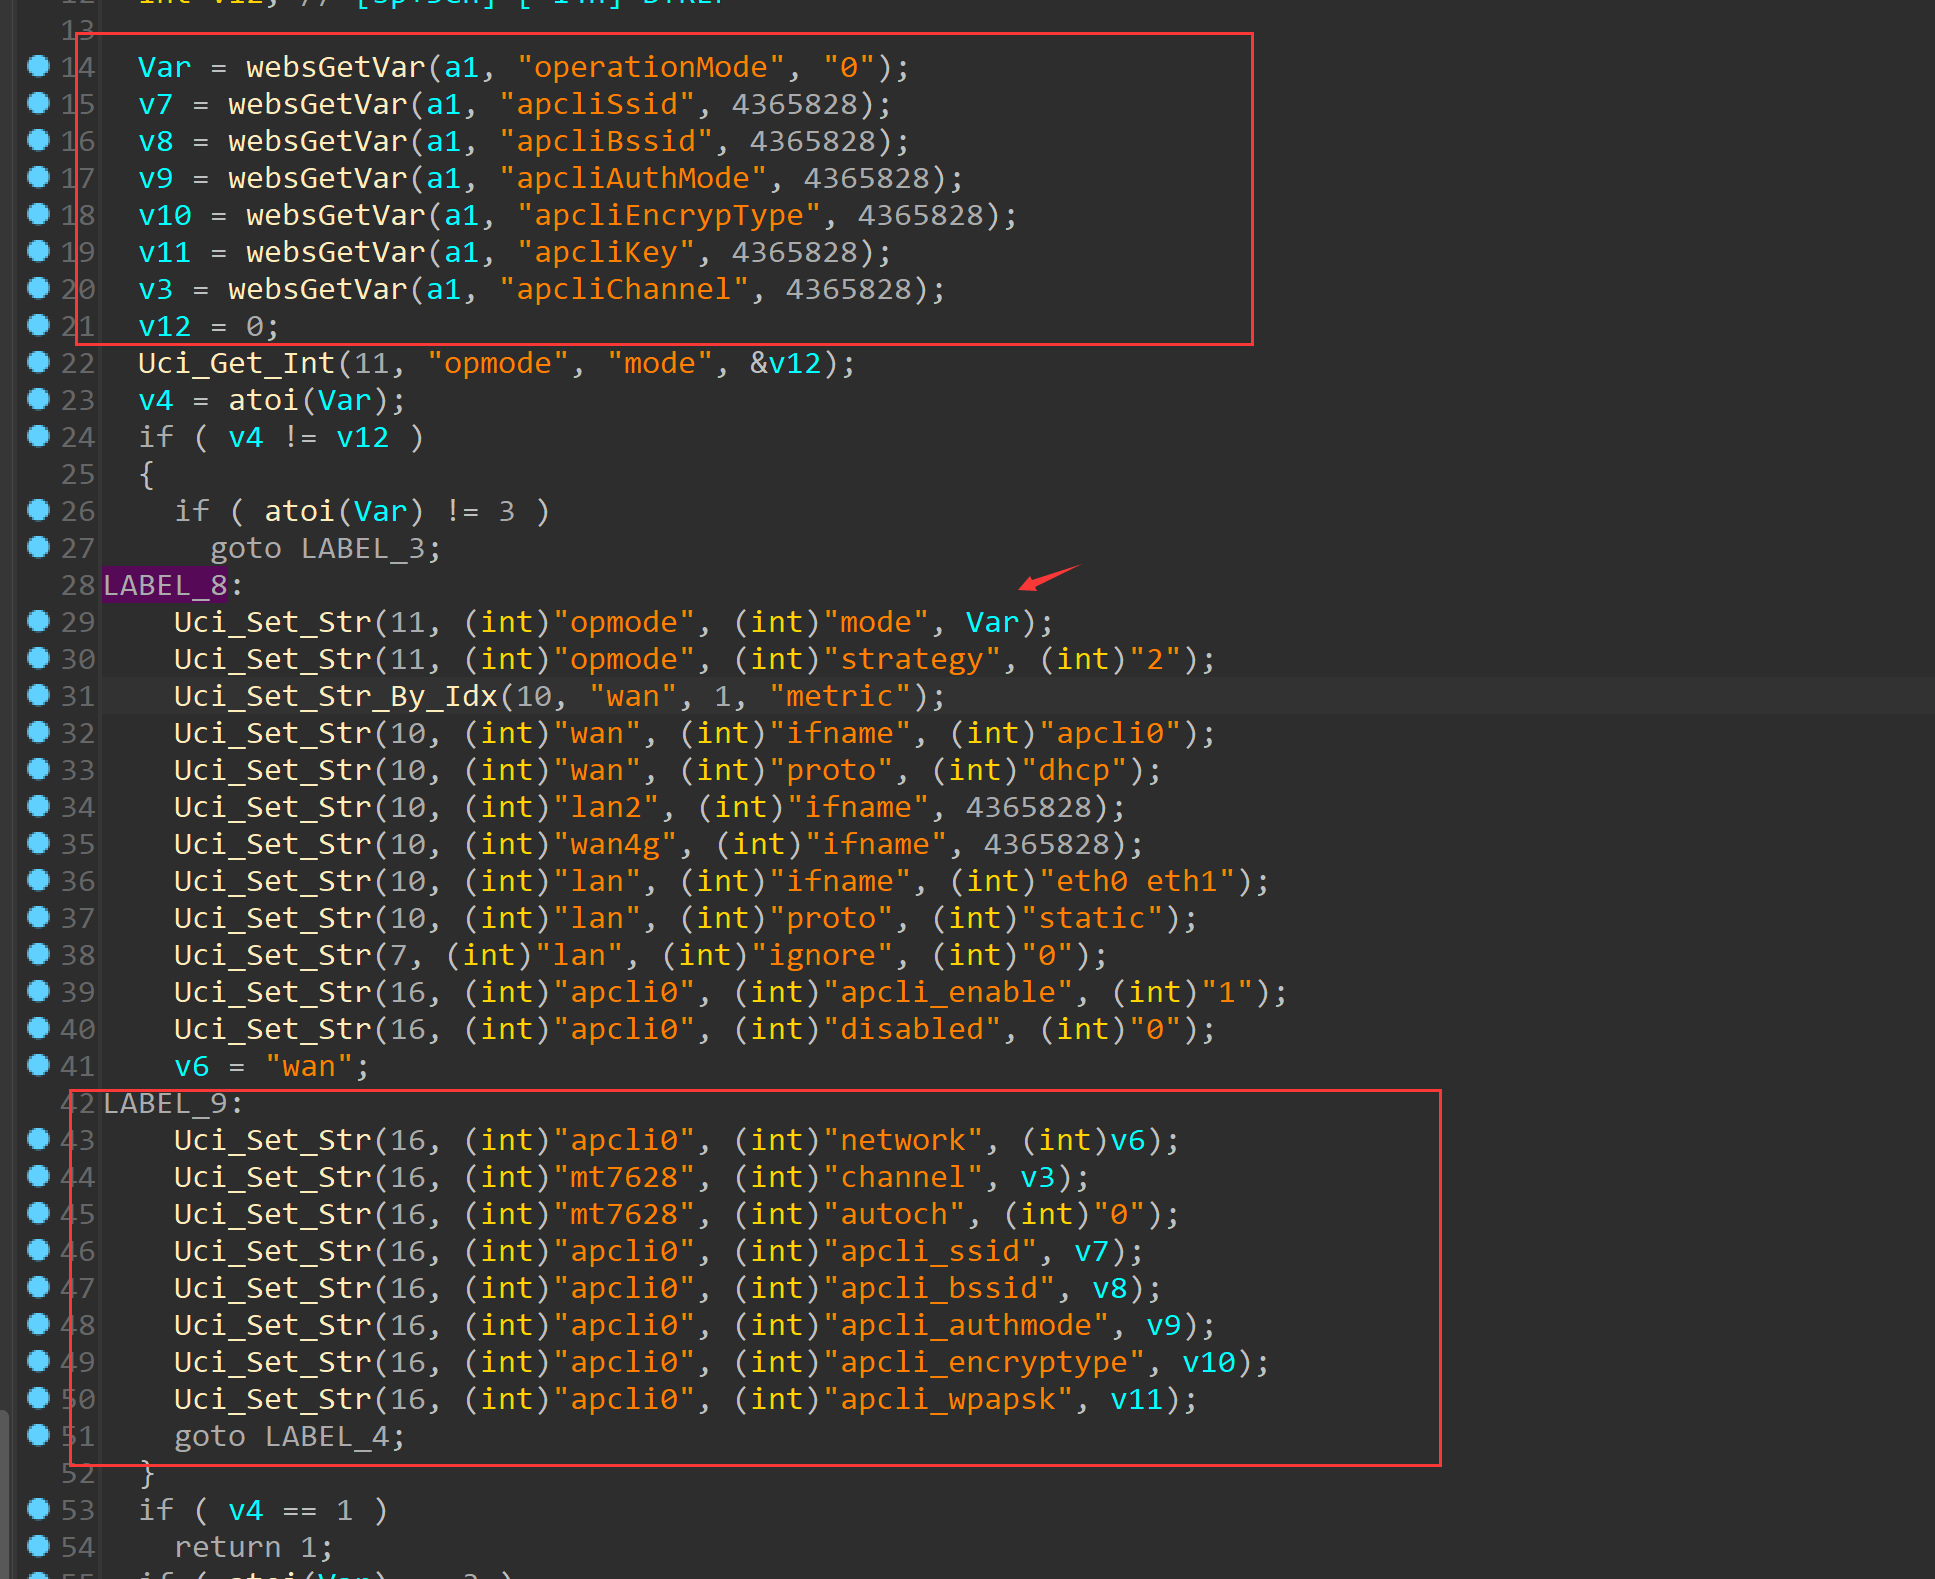 13
14 Var = websGetVar(a1, "operationMode", "0");
15 v7 = websGetVar(a1, "apcliSsid", 4365828);
16 v8 = websGetVar(a1, "apcliBssid", 4365828);
17 v9 = websGetVar(a1, "apcliAuthMode", 4365828);
18 v10 = websGetVar(a1, "apcliEncrypType", 4365828);
19 v11 = websGetVar(a1, "apcliKey", 4365828);
20 v3 = websGetVar(a1, "apcliChannel", 4365828);
21 v12 = 0;
22 Uci_Get_Int(11, "opmode", "mode", &v12);
23 v4 = atoi(Var);
24 if ( v4 != v12 )
25 {
26 if ( atoi(Var) != 3 )
27 goto LABEL_3;
28 LABEL_8:
29 Uci_Set_Str(11, (int)"opmode", (int)"mode", Var);
30 Uci_Set_Str(11, (int)"opmode", (int)"strategy", (int)"2");
31 Uci_Set_Str_By_Idx(10, "wan", 1, "metric");
32 Uci_Set_Str(10, (int)"wan", (int)"ifname", (int)"apcli0");
33 Uci_Set_Str(10, (int)"wan", (int)"proto", (int)"dhcp");
34 Uci_Set_Str(10, (int)"lan2", (int)"ifname", 4365828);
35 Uci_Set_Str(10, (int)"wan4g", (int)"ifname", 4365828);
36 Uci_Set_Str(10, (int)"lan", (int)"ifname", (int)"eth0 eth1");
37 Uci_Set_Str(10, (int)"lan", (int)"proto", (int)"static");
38 Uci_Set_Str(7, (int)"lan", (int)"ignore", (int)"0");
39 Uci_Set_Str(16, (int)"apcli0", (int)"apcli_enable", (int)"1");
40 Uci_Set_Str(16, (int)"apcli0", (int)"disabled", (int)"0");
41 v6 = "wan";
42 LABEL_9:
43 Uci_Set_Str(16, (int)"apcli0", (int)"network", (int)v6);
44 Uci_Set_Str(16, (int)"mt7628", (int)"channel", v3);
45 Uci_Set_Str(16, (int)"mt7628", (int)"autoch", (int)"0");
46 Uci_Set_Str(16, (int)"apcli0", (int)"apcli_ssid", v7);
47 Uci_Set_Str(16, (int)"apcli0", (int)"apcli_bssid", v8);
48 Uci_Set_Str(16, (int)"apcli0", (int)"apcli_authmode", v9);
49 Uci_Set_Str(16, (int)"apcli0", (int)"apcli_encryptype", v10);
50 Uci_Set_Str(16, (int)"apcli0", (int)"apcli_wpapsk", v11);
51 goto LABEL_4;
52 }
53 if ( v4 == 1 )
54 return 1;